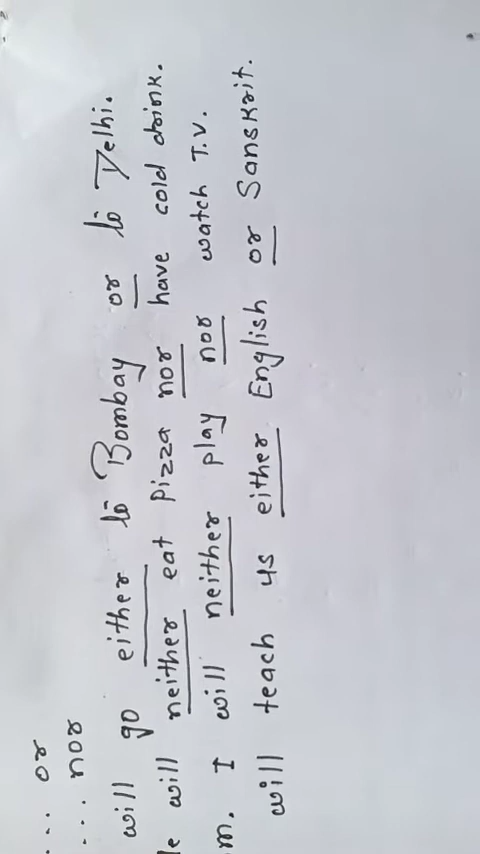 ... or
... nor
will go either to Bombay or to Delhi.
will neither eat pizza nor have cold drink.
m. I will neither play nor watch T.V.
will teach us either English or Sanskrit.